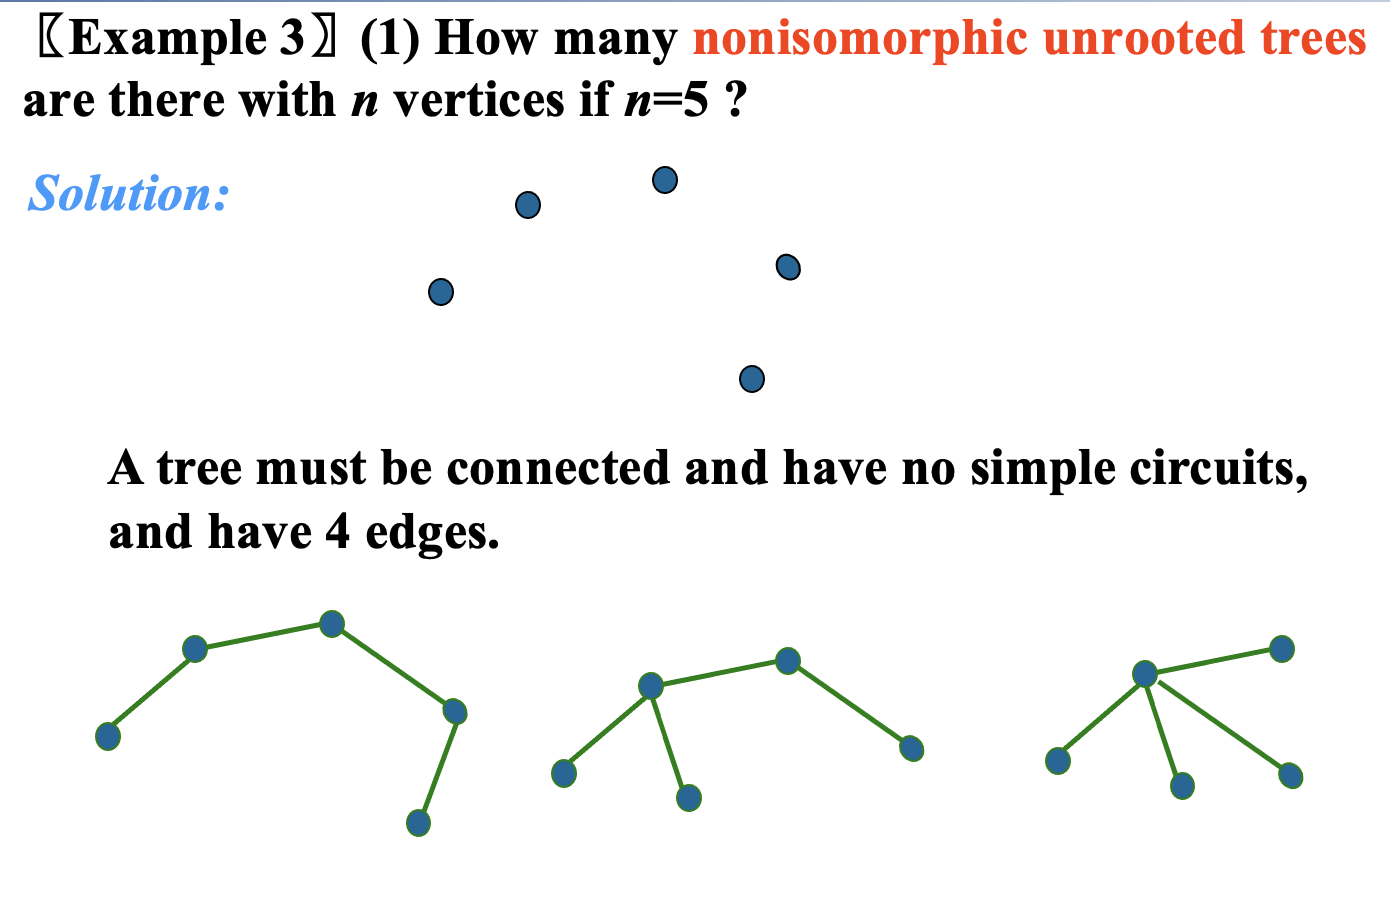 〖Example 3〗 (1) How many nonisomorphic unrooted trees
are there with n vertices if n=5 ?
Solution:
A tree must be connected and have no simple circuits,
and have 4 edges.